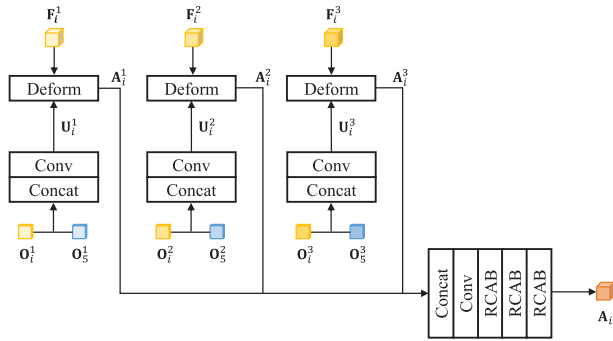 F_i^1 F_i^2 F_i^3
Deform A_i^1 Deform A_i^2 Deform A_i^3
U_i^1 U_i^2 U_i^3
Conv Conv Conv
Concat Concat Concat
O_i^1 O_5^1 O_i^2 O_5^2 O_i^3 O_5^3
Concat Conv RCAB RCAB RCAB
A_i